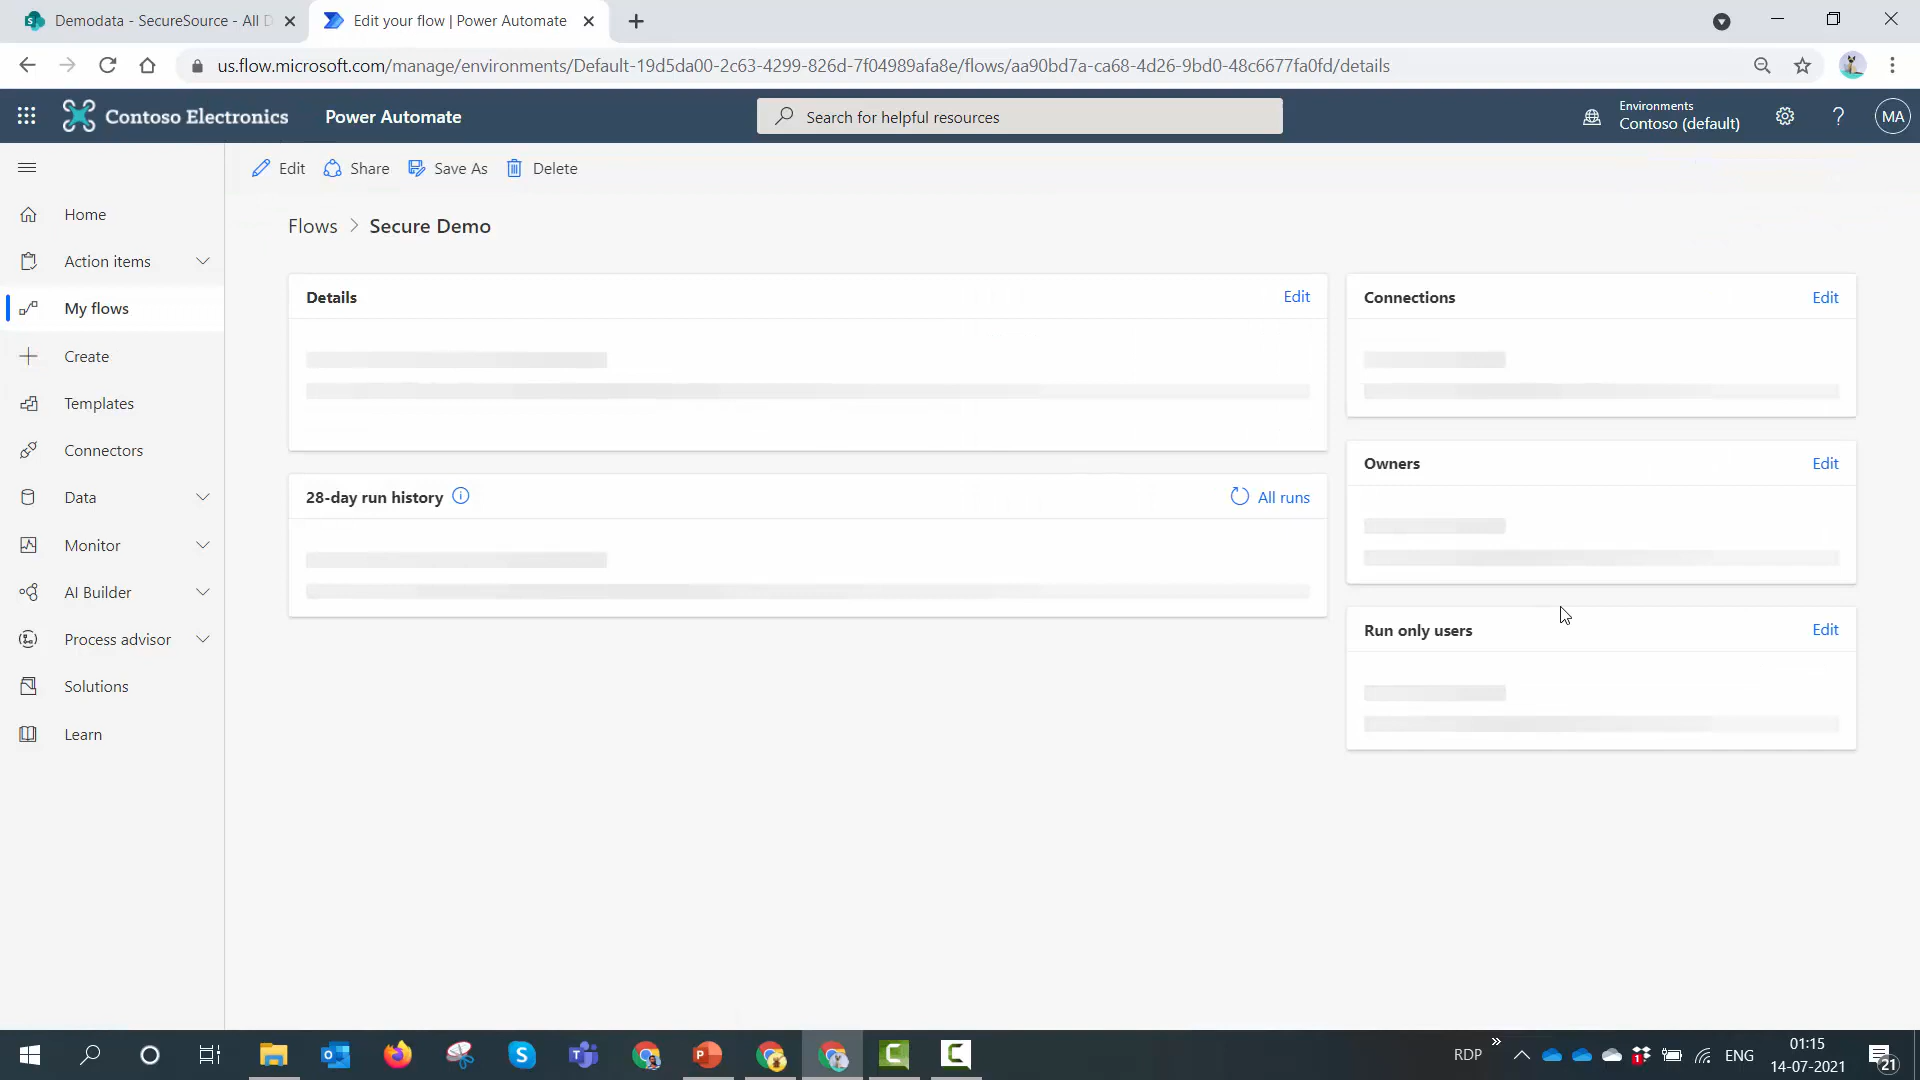 Demodata - SecureSource - All D
Edit your flow | Power Automate
us.flow.microsoft.com/manage/environments/Default-19d5da00-2c63-4299-826d-7f04989afa8e/flows/aa90bd7a-ca68-4d26-9bd0-48c6677fa0fd/details
Contoso Electronics
Power Automate
Search for helpful resources
Environments
Contoso (default)
?
MA
Edit
Share
Save As
Delete
Home
Action items
My flows
Create
Templates
Connectors
Data
Monitor
AI Builder
Process advisor
Solutions
Learn
Flows > Secure Demo
Details
Edit
28-day run history
All runs
Connections
Edit
Owners
Edit
Run only users
Edit
RDP
ENG
01:15
14-07-2021
21